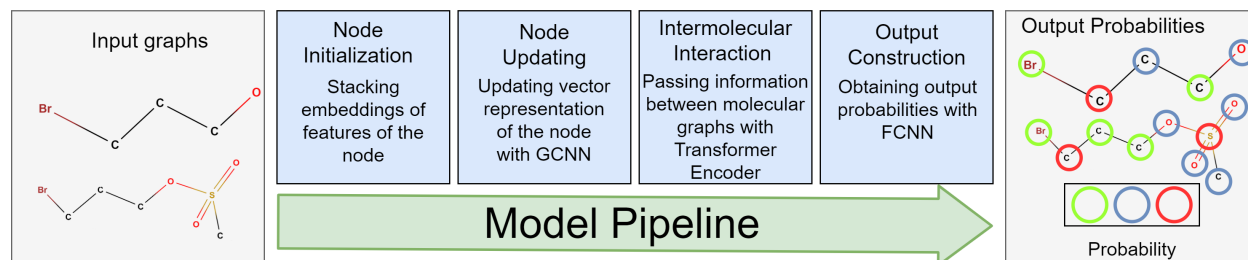 Input graphs
Br
C
C
C
O
Br
C
C
C
O
S
O
O
C
Node
Initialization
Stacking
embeddings of
features of the
node
Node
Updating
Updating vector
representation
of the node
with GCNN
Intermolecular
Interaction
Passing information
between molecular
graphs with
Transformer
Encoder
Output
Construction
Obtaining output
probabilities with
FCNN
Model Pipeline
Output Probabilities
Br
C
C
C
O
Br
C
C
C
O
S
O
O
C
Probability